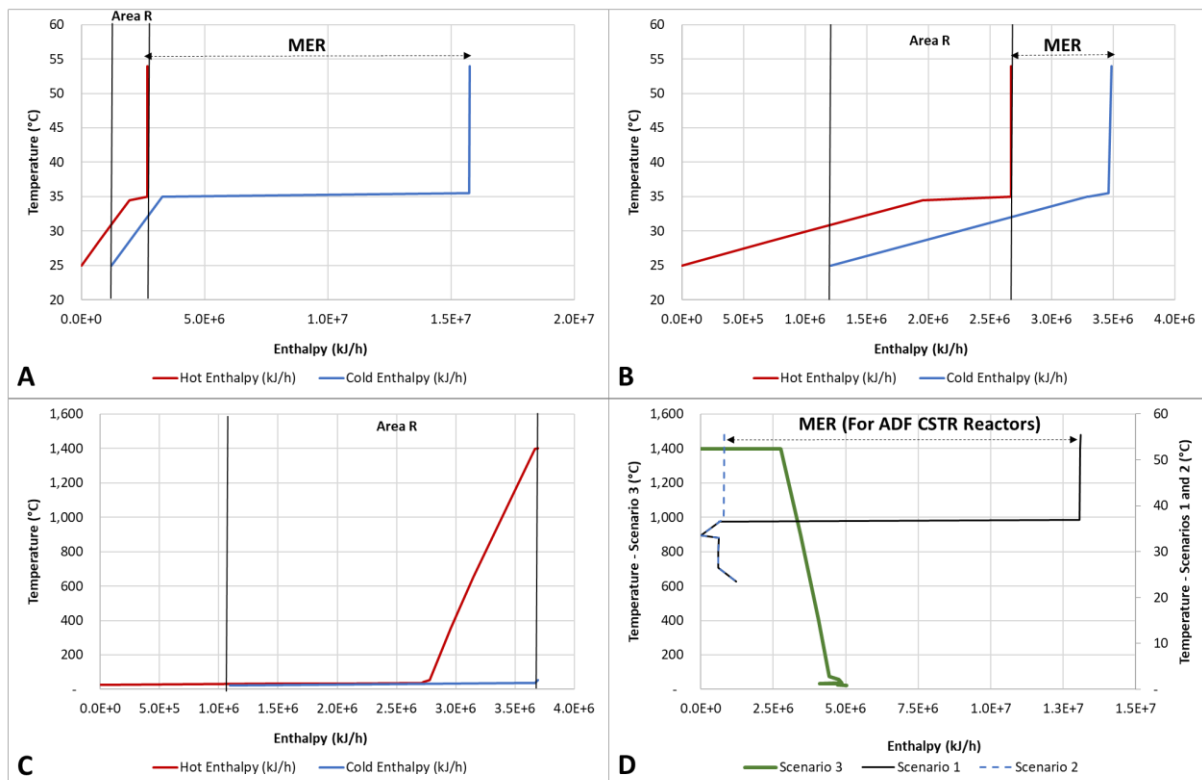 Area R
MER
60
55
50
45
40
35
30
25
20
Temperature (°C)
0.0E+0 5.0E+6 1.0E+7 1.5E+7 2.0E+7
Enthalpy (kJ/h)
A
Hot Enthalpy (kJ/h) Cold Enthalpy (kJ/h)
Area R
MER
60
55
50
45
40
35
30
25
20
Temperature (°C)
0.0E+0 5.0E+5 1.0E+6 1.5E+6 2.0E+6 2.5E+6 3.0E+6 3.5E+6 4.0E+6
Enthalpy (kJ/h)
B
Hot Enthalpy (kJ/h) Cold Enthalpy (kJ/h)
Area R
1,600
1,400
1,200
1,000
800
600
400
200
-
Temperature (°C)
0.0E+0 5.0E+5 1.0E+6 1.5E+6 2.0E+6 2.5E+6 3.0E+6 3.5E+6 4.0E+6
Enthalpy (kJ/h)
C
Hot Enthalpy (kJ/h) Cold Enthalpy (kJ/h)
MER (For ADF CSTR Reactors)
1,600
1,400
1,200
1,000
800
600
400
200
-
Temperature - Scenario 3 (°C)
60
50
40
30
20
10
-
Temperature - Scenarios 1 and 2 (°C)
0.0E+0 2.5E+6 5.0E+6 7.5E+6 1.0E+7 1.3E+7 1.5E+7
Enthalpy (kJ/h)
D
Scenario 3 Scenario 1 Scenario 2